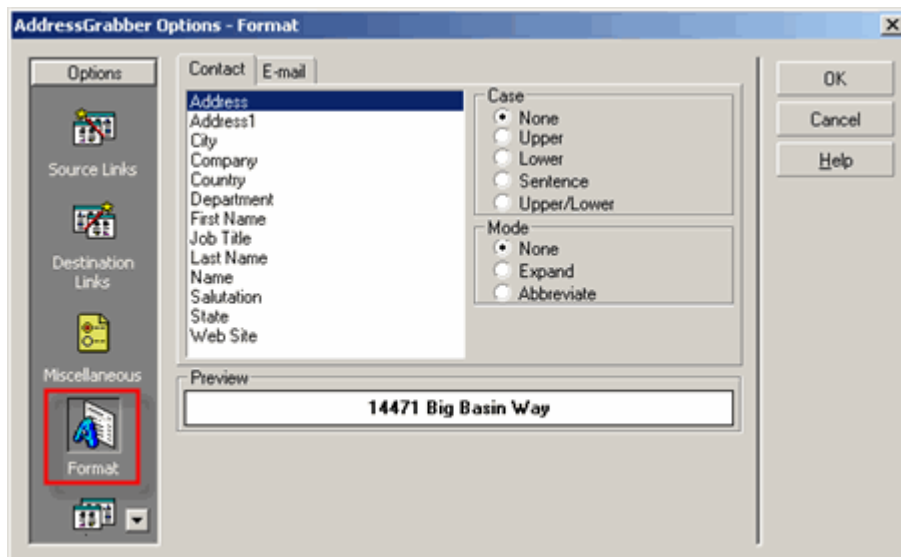 AddressGrabber Options - Format
Options
Source Links
Destination
Links
Miscellaneous
Format
Contact
E-mail
Address
Address1
City
Company
Country
Department
First Name
Job Title
Last Name
Name
Salutation
State
Web Site
Case
None
Upper
Lower
Sentence
Upper/Lower
Mode
None
Expand
Abbreviate
Preview
14471 Big Basin Way
OK
Cancel
Help